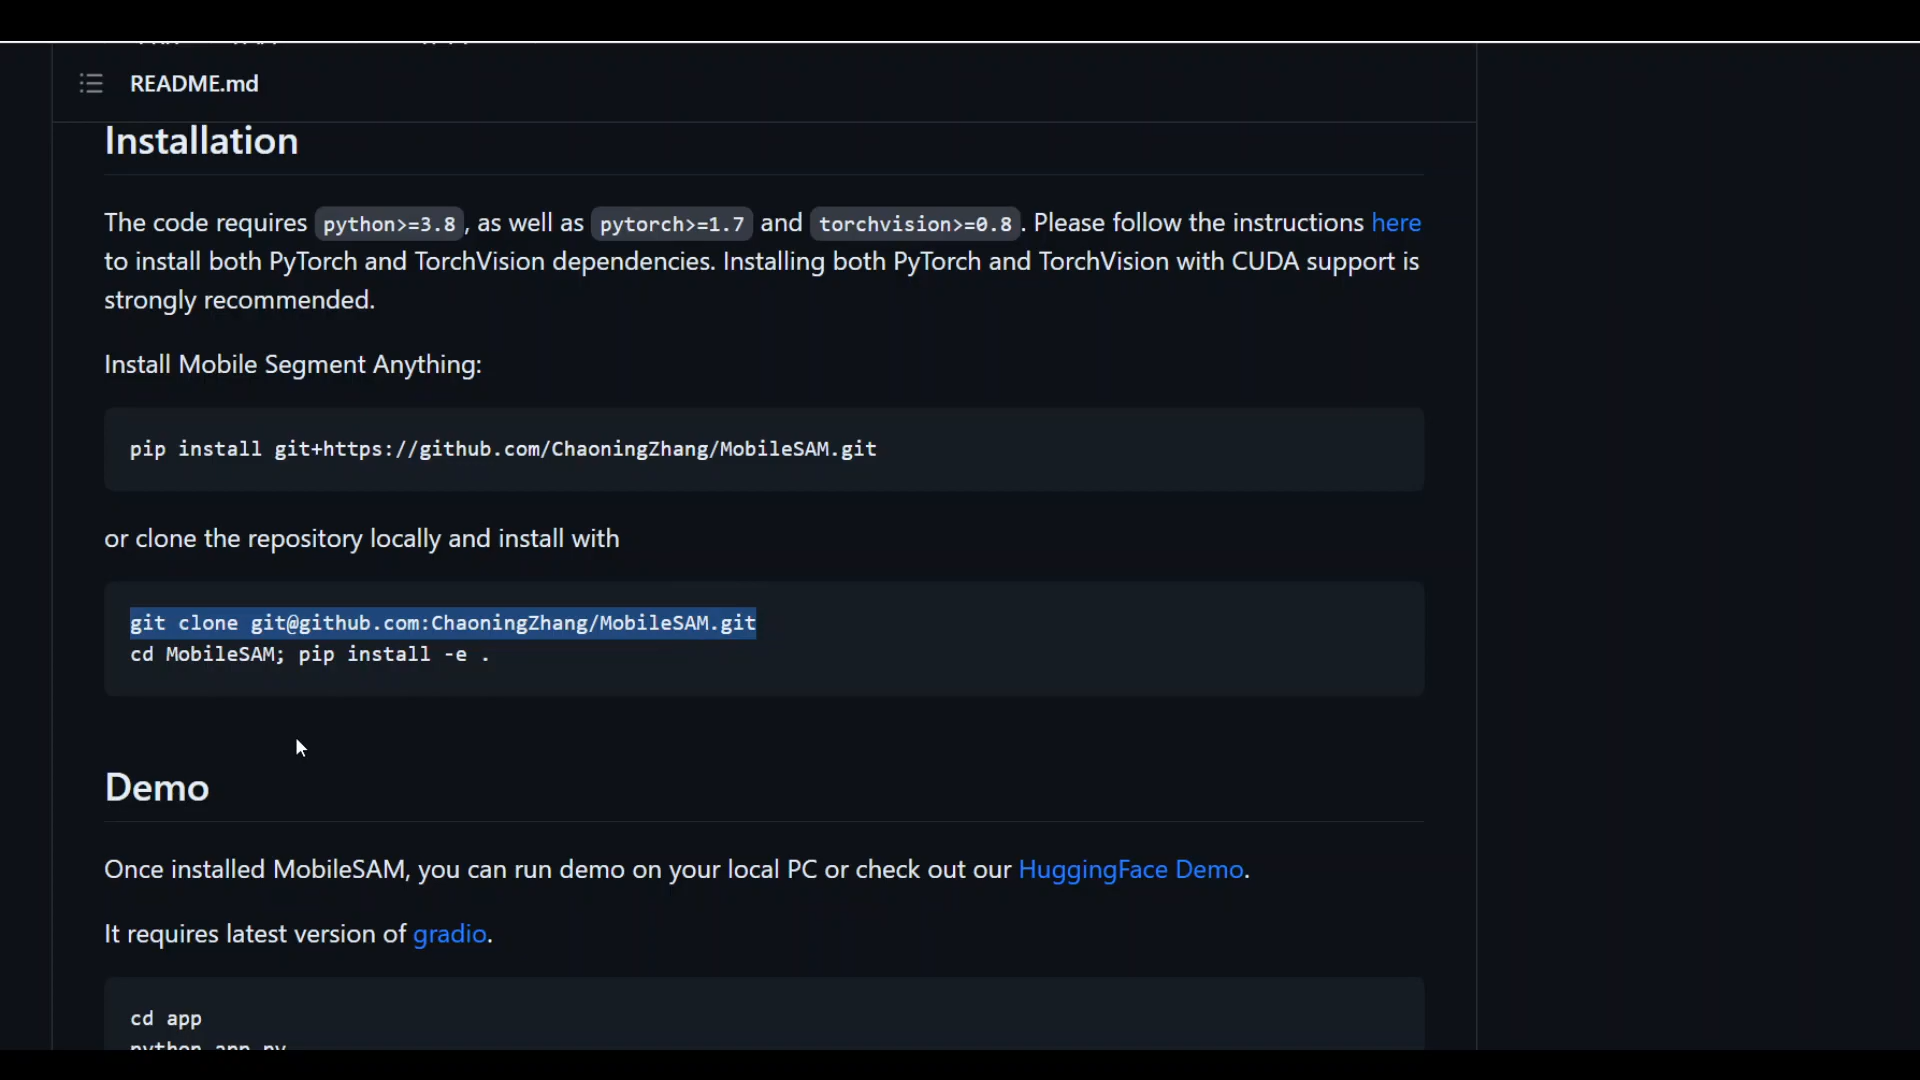 README.md
Installation
The code requires python>=3.8, as well as pytorch>=1.7 and torchvision>=0.8. Please follow the instructions here
to install both PyTorch and TorchVision dependencies. Installing both PyTorch and TorchVision with CUDA support is
strongly recommended.
Install Mobile Segment Anything:
pip install git+https://github.com/ChaoningZhang/MobileSAM.git
or clone the repository locally and install with
git clone git@github.com:ChaoningZhang/MobileSAM.git
cd MobileSAM; pip install -e .
Demo
Once installed MobileSAM, you can run demo on your local PC or check out our HuggingFace Demo.
It requires latest version of gradio.
cd app
python app.py